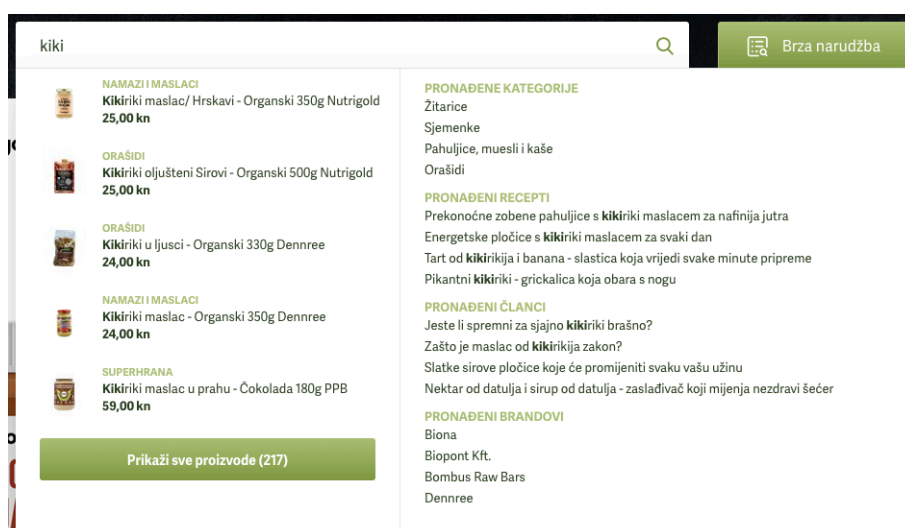 kiki
Brza narudžba
NAMAZI I MASLACI
Kikiriki maslac/ Hrskavi - Organski 350g Nutrigold
25,00 kn
ORAŠIDI
Kikiriki oljušteni Sirovi - Organski 500g Nutrigold
25,00 kn
ORAŠIDI
Kikiriki u ljusci - Organski 330g Dennree
24,00 kn
NAMAZI I MASLACI
Kikiriki maslac - Organski 350g Dennree
24,00 kn
SUPERHRANA
Kikiriki maslac u prahu - Čokolada 180g PPB
59,00 kn
Prikaži sve proizvode (217)
PRONAĐENE KATEGORIJE
Žitarice
Sjemenke
Pahuljice, muesli i kaše
Orašidi
PRONAĐENI RECEPTI
Prekonoćne zobene pahuljice s kikiriki maslacem za nafinija jutra
Energetske pločice s kikiriki maslacem za svaki dan
Tart od kikirikija i banana - slastica koja vrijedi svake minute pripreme
Pikantni kikiriki - grickalica koja obara s nogu
PRONAĐENI ČLANCI
Jeste li spremni za sjajno kikiriki brašno?
Zašto je maslac od kikirikija zakon?
Slatke sirove pločice koje će promijeniti svaku vašu užinu
Nektar od datulja i sirup od datulja - zaslađivač koji mijenja nezdravi šećer
PRONAĐENI BRANDOVI
Biona
Biopont Kft.
Bombus Raw Bars
Dennree